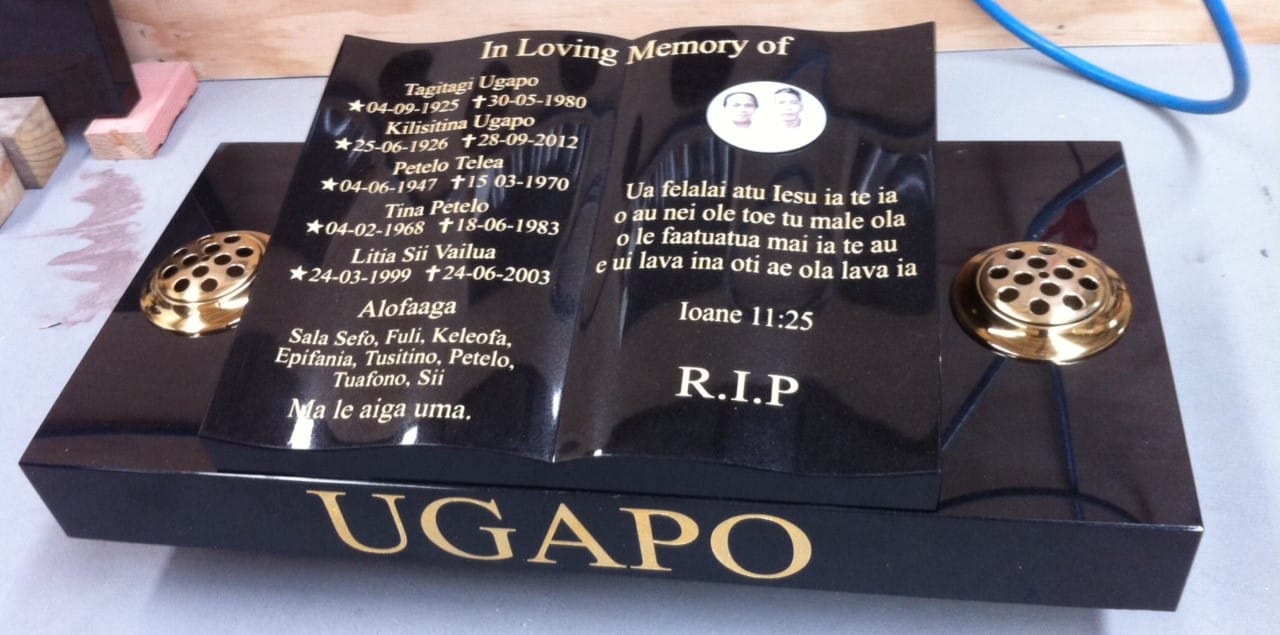 In Loving Memory of
Tagitagi Ugapo
★04-09-1925 ✝30-05-1980
Kilisitina Ugapo
★25-06-1926 ✝28-09-2012
Petelo Telea
★04-06-1947 ✝15 03-1970
Tina Petelo
★04-02-1968 ✝18-06-1983
Litia Sii Vailua
★24-03-1999 ✝24-06-2003
Alofaaga
Sala Sefo, Fuli, Keleofa,
Epifania, Tusitino, Petelo,
Tuafono, Sii
Ma le aiga uma.
Ua felalai atu Iesu ia te ia
o au nei ole toe tu male ola
o le faatuatua mai ia te au
e ui lava ina oti ae ola lava ia
Ioane 11:25
R.I.P
UGAPO